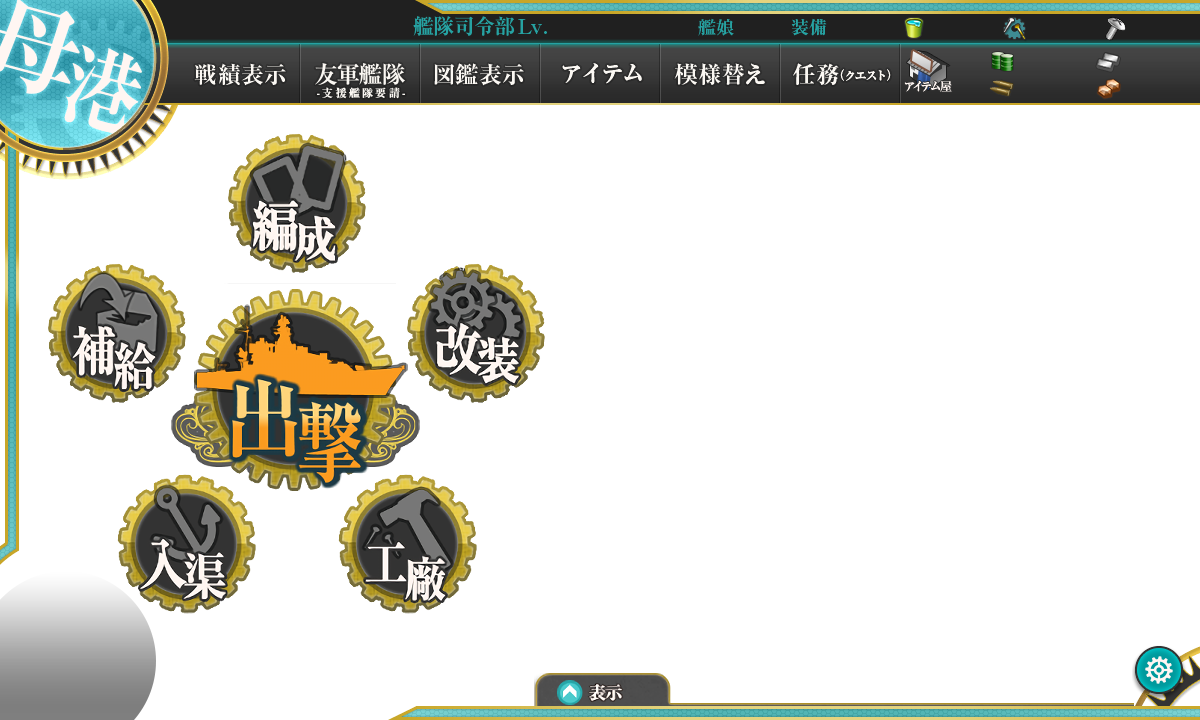 母港
艦隊司令部Lv.
艦娘
装備
戦績表示
友軍艦隊
-支援艦隊要請-
図鑑表示
アイテム
模様替え
任務(クエスト)
アイテム屋
編成
補給
改装
出撃
入渠
工廠
表示